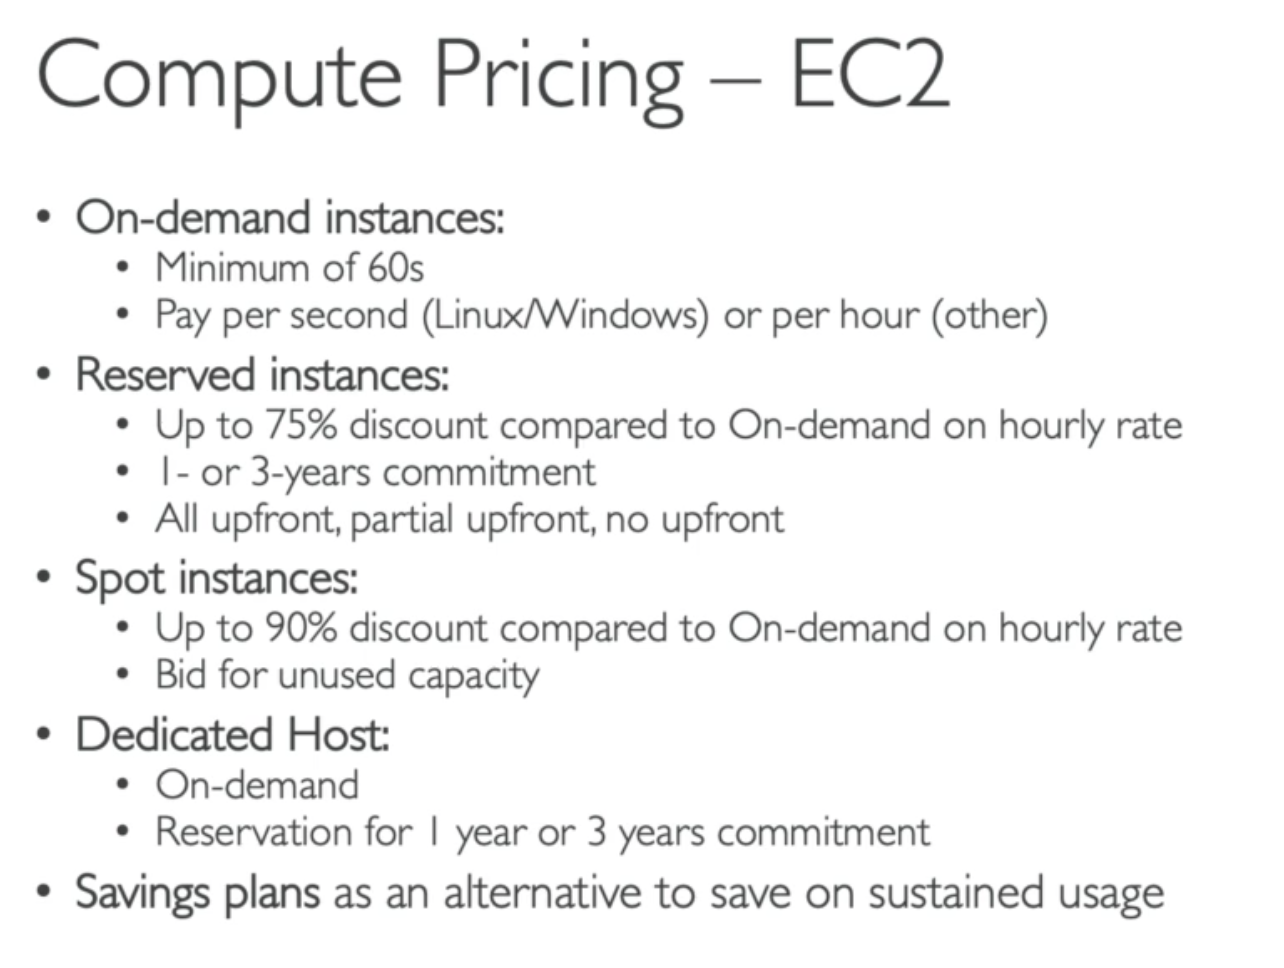 Compute Pricing – EC2
• On-demand instances:
• Minimum of 60s
• Pay per second (Linux/Windows) or per hour (other)
• Reserved instances:
• Up to 75% discount compared to On-demand on hourly rate
• 1- or 3-years commitment
• All upfront, partial upfront, no upfront
• Spot instances:
• Up to 90% discount compared to On-demand on hourly rate
• Bid for unused capacity
• Dedicated Host:
• On-demand
• Reservation for 1 year or 3 years commitment
• Savings plans as an alternative to save on sustained usage